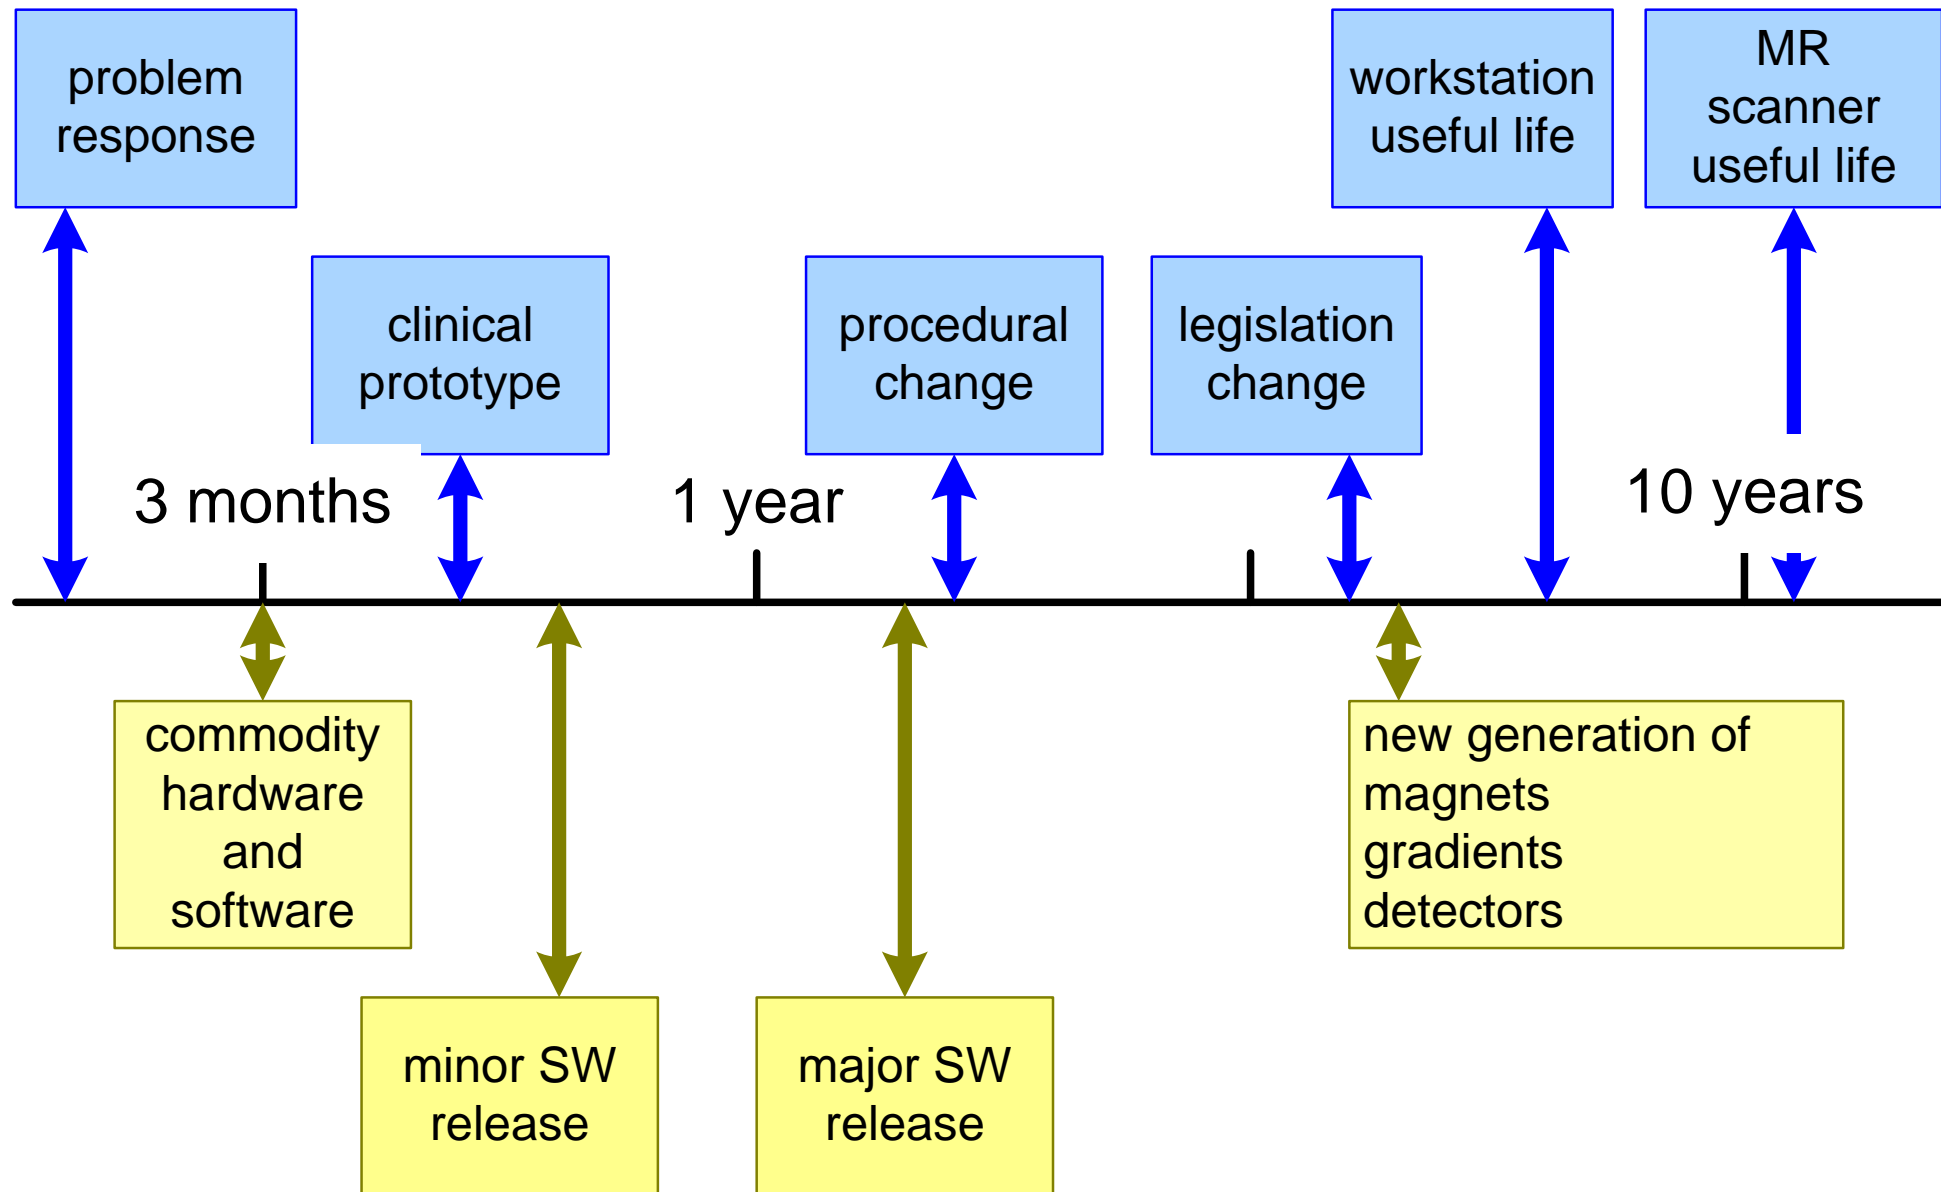 problem
response
workstation
useful life
MR
scanner
useful life
clinical
prototype
procedural
change
legislation
change
3 months
1 year
10 years
commodity
hardware
and
software
new generation of
magnets
gradients
detectors
minor SW
release
major SW
release